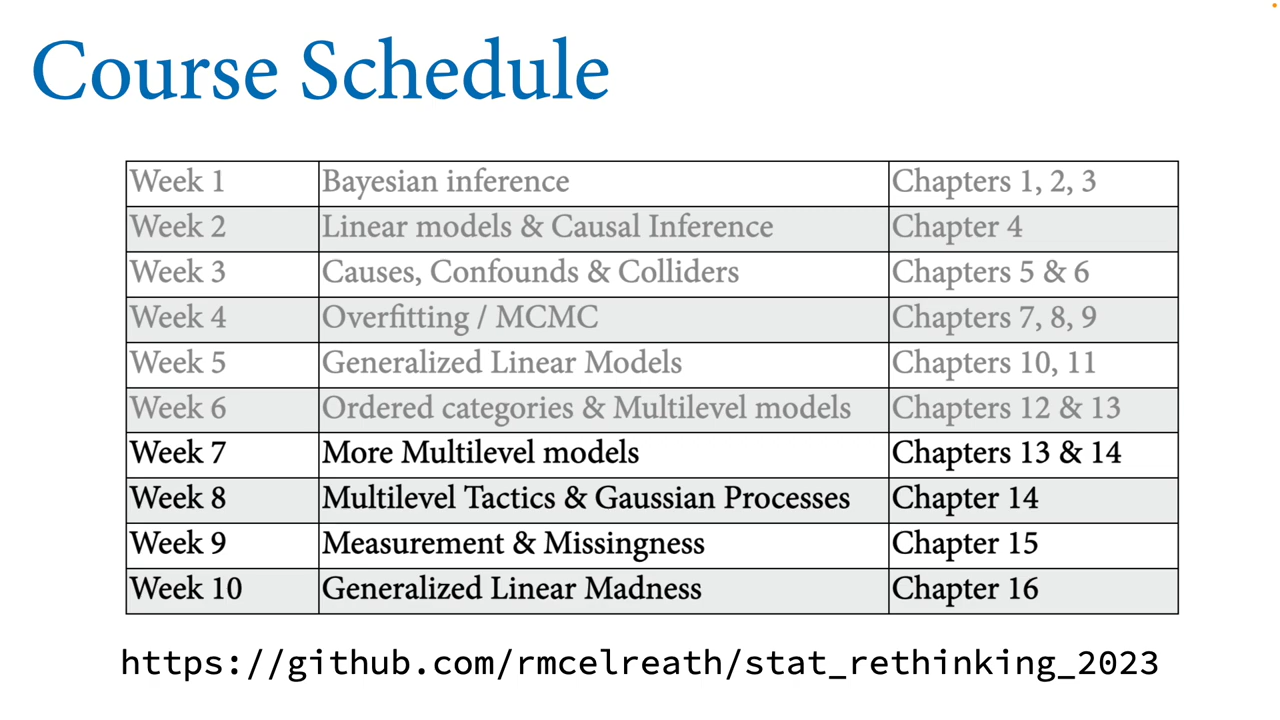 Course Schedule
Week 1 Bayesian inference Chapters 1, 2, 3
Week 2 Linear models & Causal Inference Chapter 4
Week 3 Causes, Confounds & Colliders Chapters 5 & 6
Week 4 Overfitting / MCMC Chapters 7, 8, 9
Week 5 Generalized Linear Models Chapters 10, 11
Week 6 Ordered categories & Multilevel models Chapters 12 & 13
Week 7 More Multilevel models Chapters 13 & 14
Week 8 Multilevel Tactics & Gaussian Processes Chapter 14
Week 9 Measurement & Missingness Chapter 15
Week 10 Generalized Linear Madness Chapter 16
https://github.com/rmcelreath/stat_rethinking_2023